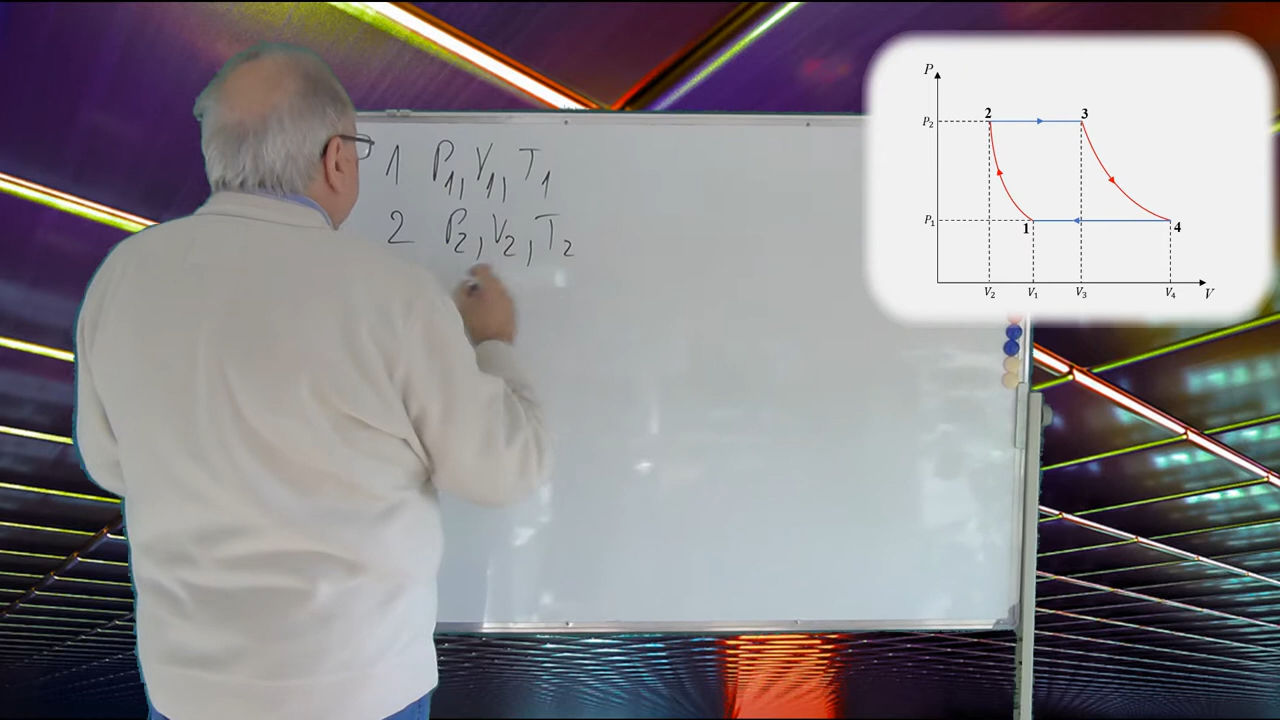 1 P₁, V₁, T₁
2 P₂, V₂, T₂
P
2 3
P₂
P₁
1 4
V₂ V₁ V₃ V₄ V